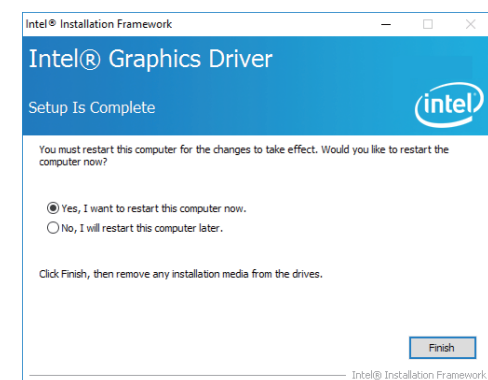 Intel® Installation Framework
Intel® Graphics Driver
Setup Is Complete
intel
You must restart this computer for the changes to take effect. Would you like to restart the
computer now?
Yes, I want to restart this computer now.
No, I will restart this computer later.
Click Finish, then remove any installation media from the drives.
Finish
Intel® Installation Framework